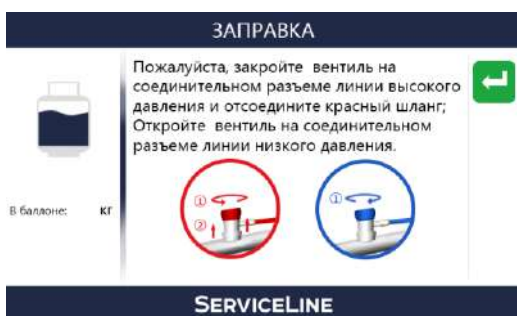 ЗАПРАВКА
Пожалуйста, закройте вентиль на
соединительном разъеме линии высокого
давления и отсоедините красный шланг;
Откройте вентиль на соединительном
разъеме линии низкого давления.
①
②
①
В баллоне: кг
SERVICELINE